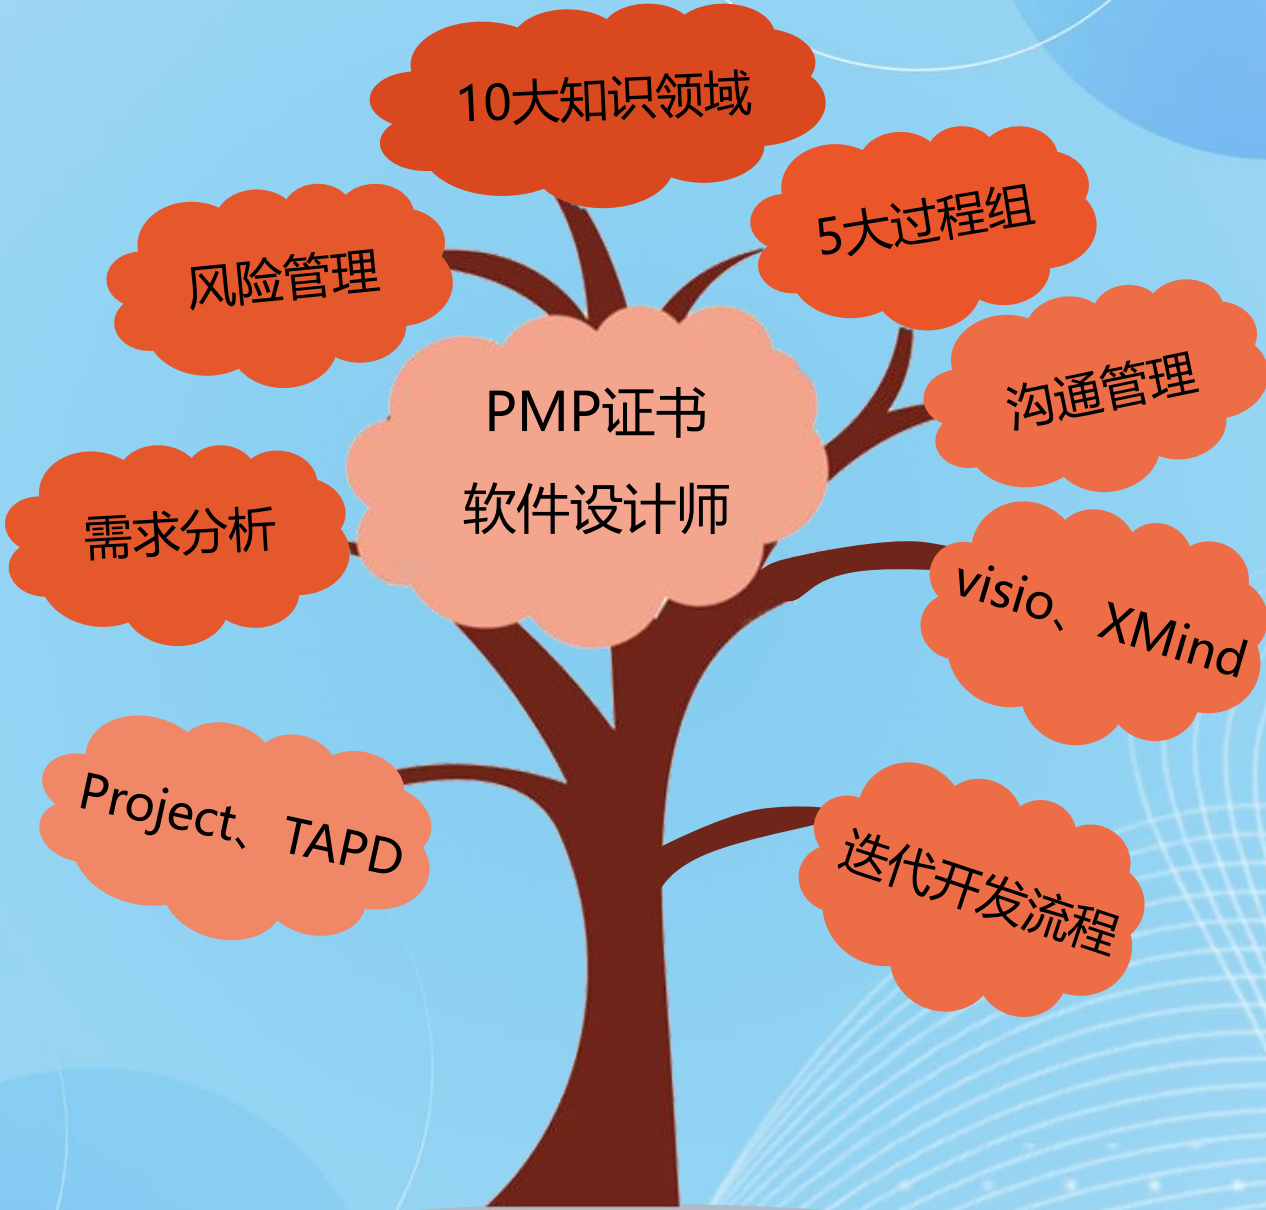 10大知识领域
5大过程组
风险管理
沟通管理
PMP证书
软件设计师
需求分析
visio、XMind
Project、TAPD
迭代开发流程